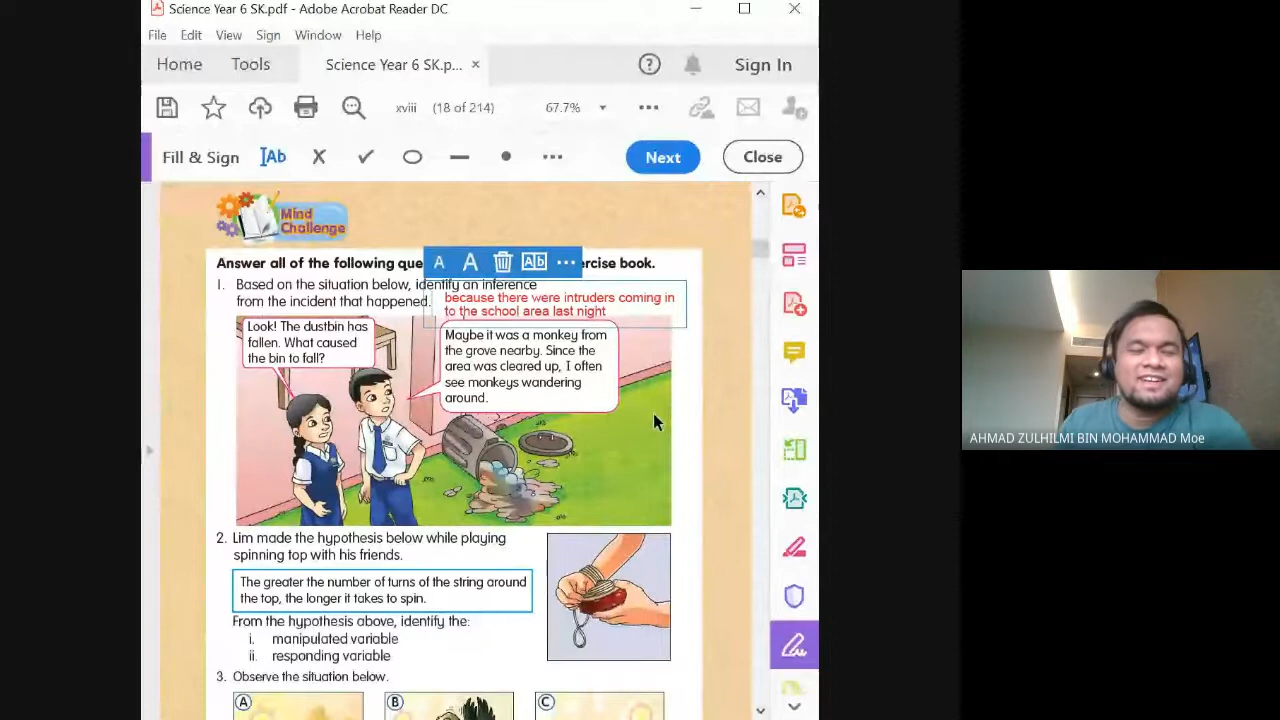 Science Year 6 SK.pdf - Adobe Acrobat Reader DC
File Edit View Sign Window Help
Home Tools Science Year 6 SK.p... × Sign In
xviii (18 of 214) 67.7%
Fill & Sign Ab Next Close
Mind
Challenge
Answer all of the following que
A A Ab
ercise book.
1. Based on the situation below, identify an inference
from the incident that happened.
because there were intruders coming in
to the school area last night
Look! The dustbin has
fallen. What caused
the bin to fall?
Maybe it was a monkey from
the grove nearby. Since the
area was cleared up, I often
see monkeys wandering
around.
2. Lim made the hypothesis below while playing
spinning top with his friends.
The greater the number of turns of the string around
the top, the longer it takes to spin.
From the hypothesis above, identify the:
i. manipulated variable
ii. responding variable
3. Observe the situation below.
A B C
AHMAD ZULHILMI BIN MOHAMMAD Moe